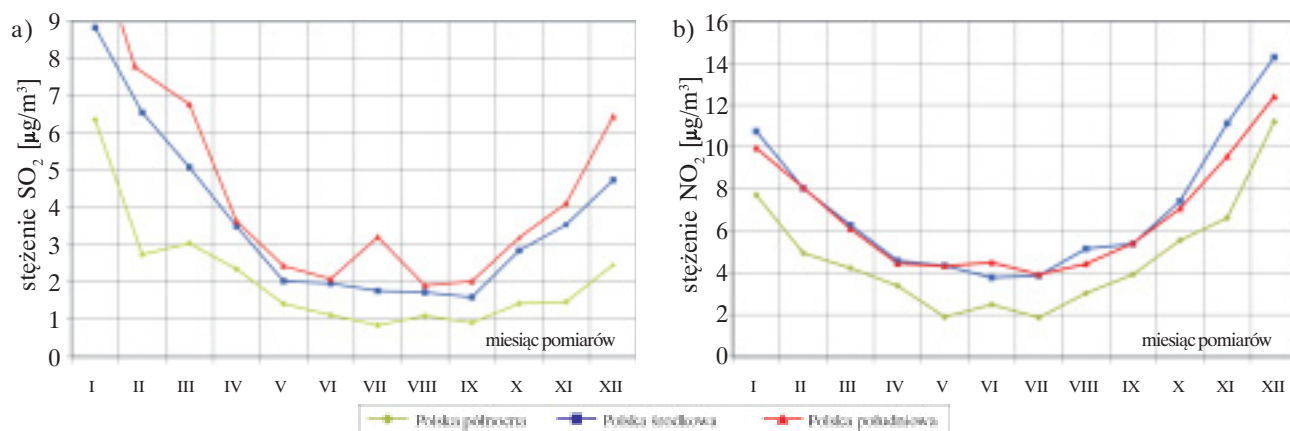 a)
stężenie SO2 [μg/m³]
9
8
7
6
5
4
3
2
1
0
miesiąc pomiarów
I II III IV V VI VII VIII IX X XI XII
b)
stężenie NO2 [μg/m³]
16
14
12
10
8
6
4
2
0
miesiąc pomiarów
I II III IV V VI VII VIII IX X XI XII
Polska północna Polska środkowa Polska południowa